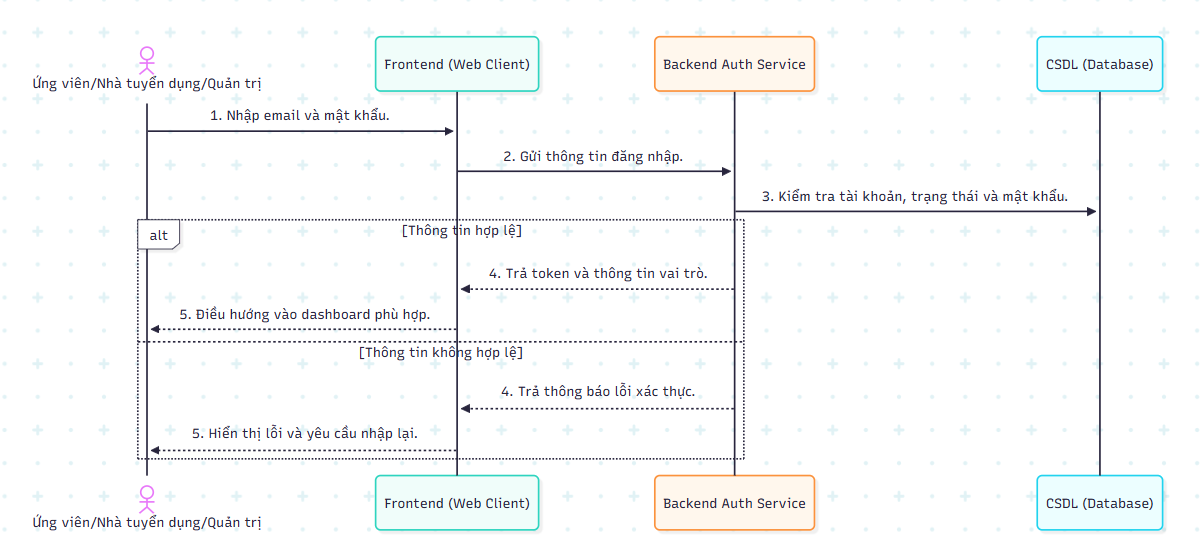 Ứng viên/Nhà tuyển dụng/Quản trị
Frontend (Web Client)
Backend Auth Service
CSDL (Database)
1. Nhập email và mật khẩu.
2. Gửi thông tin đăng nhập.
3. Kiểm tra tài khoản, trạng thái và mật khẩu.
alt
[Thông tin hợp lệ]
4. Trả token và thông tin vai trò.
5. Điều hướng vào dashboard phù hợp.
[Thông tin không hợp lệ]
4. Trả thông báo lỗi xác thực.
5. Hiển thị lỗi và yêu cầu nhập lại.
Ứng viên/Nhà tuyển dụng/Quản trị
Frontend (Web Client)
Backend Auth Service
CSDL (Database)